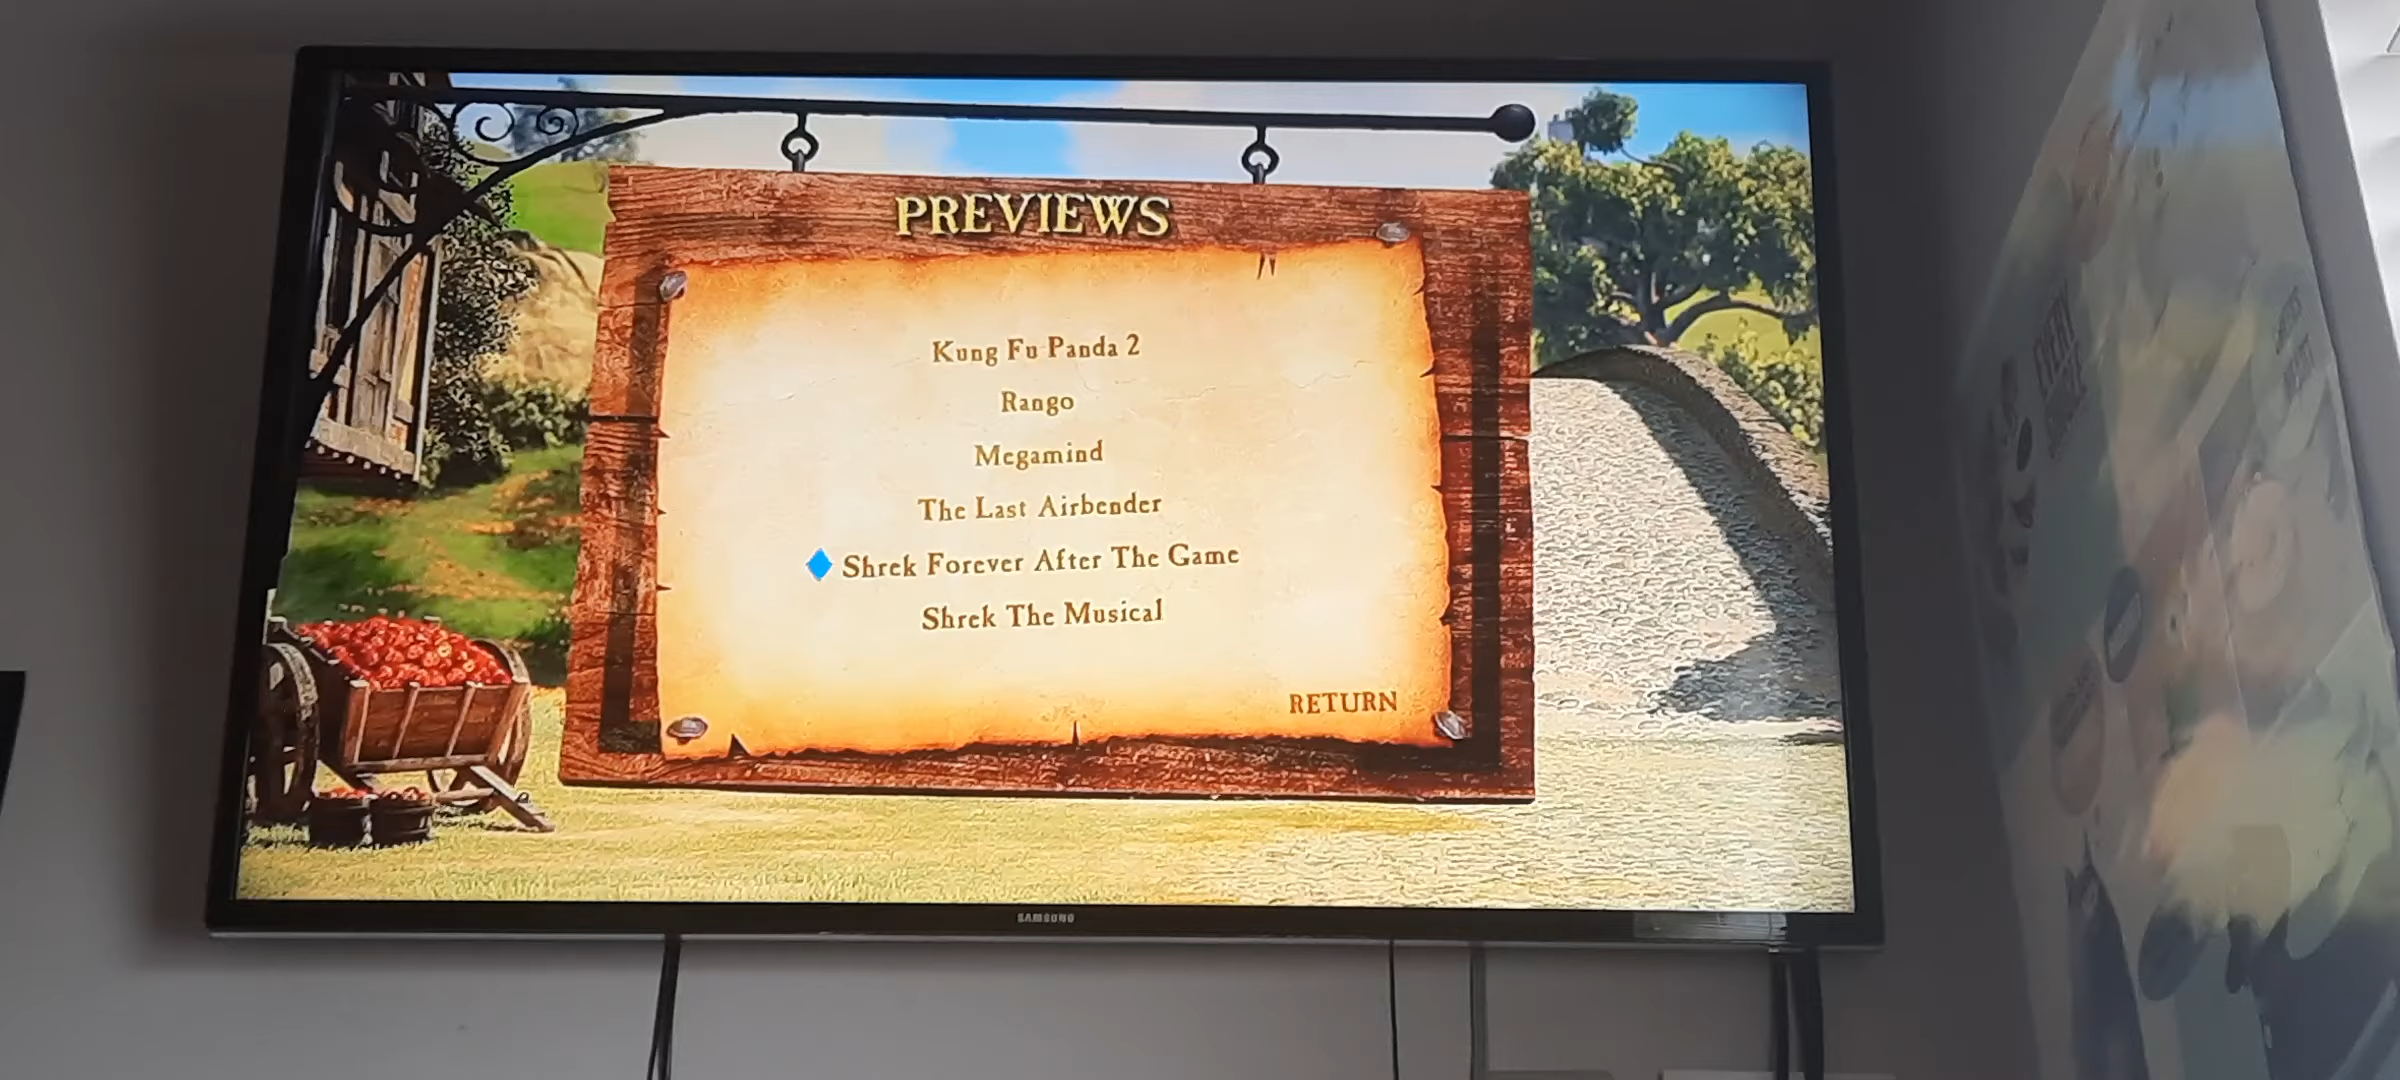 PREVIEWS
Kung Fu Panda 2
Rango
Megamind
The Last Airbender
Shrek Forever After The Game
Shrek The Musical
RETURN
SAMSUNG